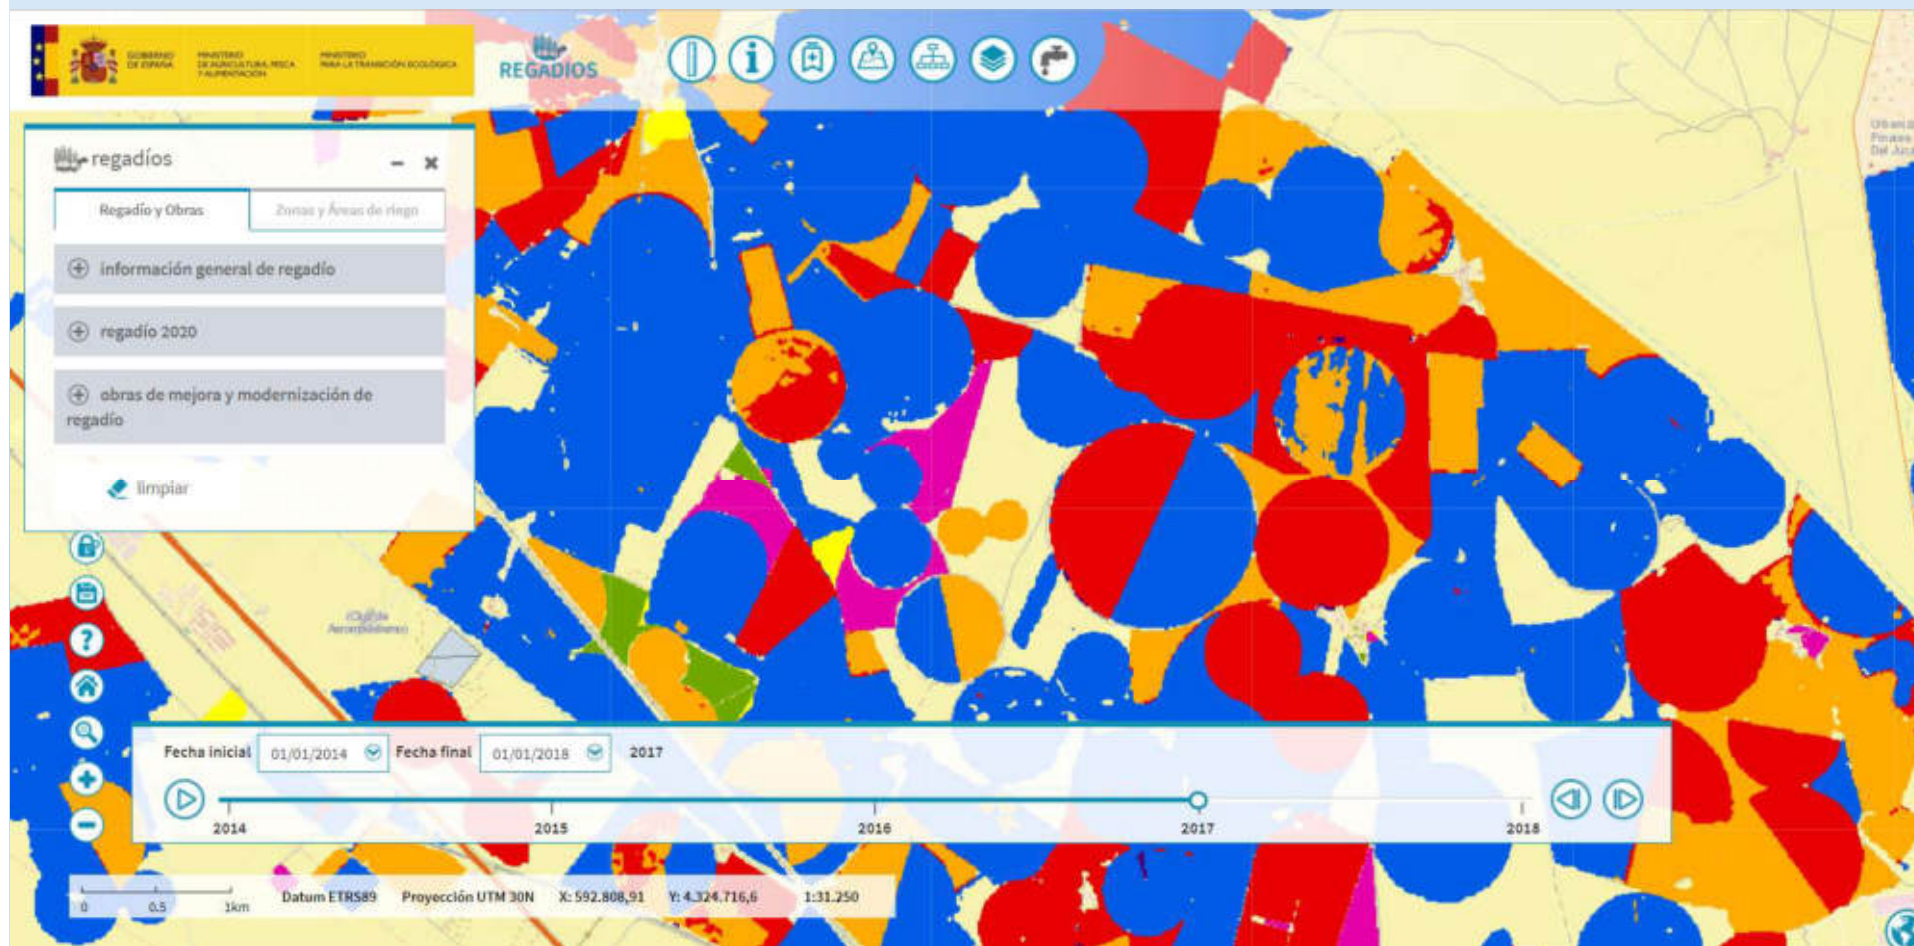 GOBIERNO
DE ESPAÑA
MINISTERIO
DE AGRICULTURA, PESCA
Y ALIMENTACIÓN
MINISTERIO
PARA LA TRANSICIÓN ECOLÓGICA
REGADIOS
regadíos
Regadío y Obras
Zonas y Áreas de riego
información general de regadío
regadío 2020
obras de mejora y modernización de
regadío
limpiar
Del
Fecha inicial 01/01/2014 Fecha final 01/01/2018 2017
2014 2015 2016 2017 2018
0 0.5 1km Datum ETRS89 Proyección UTM 30N X: 592.808,91 Y: 4.324.716,6 1:31.250